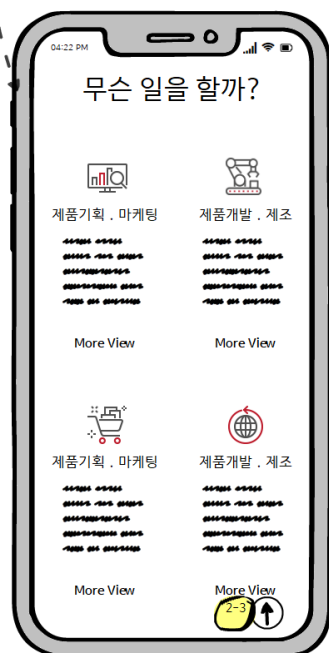 04:22 PM
무슨 일을 할까?
제품기획 . 마케팅
제품개발 . 제조
More View
More View
제품기획 . 마케팅
제품개발 . 제조
More View
More View
2-3